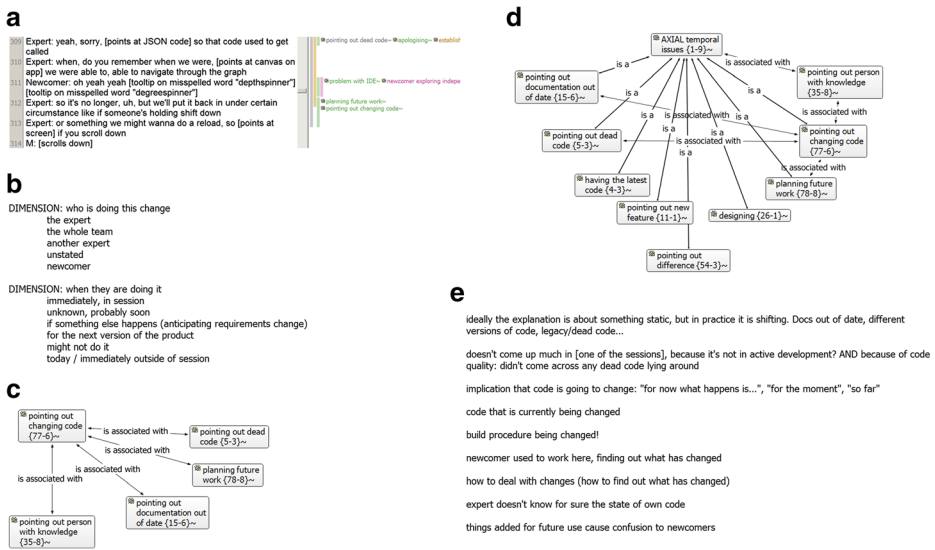 a
309 Expert: yeah, sorry, [points at JSON code] so that code used to get
called
310 Expert: when, do you remember when we were, [points at canvas on
app] we were able to, able to navigate through the graph
311 Newcomer: oh yeah yeah [tooltip on misspelled word "depthspinner"]
[tooltip on misspelled word "degreespinner"]
312 Expert: so it's no longer, uh, but we'll put it back in under certain
circumstance like if someone's holding shift down
313 Expert: or something we might wanna do a reload, so [points at
screen] if you scroll down
314 M: [scrolls down]
pointing out dead code~ apologising~ establist
problem with IDE~ newcomer exploring indepe
planning future work~
pointing out changing code~
b
DIMENSION: who is doing this change
the expert
the whole team
another expert
unstated
newcomer
DIMENSION: when they are doing it
immediately, in session
unknown, probably soon
if something else happens (anticipating requirements change)
for the next version of the product
might not do it
today / immediately outside of session
c
pointing out
changing code
{77-6}~
is associated with
pointing out dead
code {5-3}~
is associated with
planning future
work {78-8}~
is associated with
is associated with
pointing out
documentation out
of date {15-6}~
pointing out person
with knowledge
{35-8}~
d
AXIAL temporal
issues {1-9}~
is a
is associated with
pointing out
documentation out
of date {15-6}~
pointing out person
with knowledge
{35-8}~
is a
is a
is associated with
is a
is associated with
is a
is a
is a
pointing out dead
code {5-3}~
is associated with
pointing out
changing code
{77-6}~
is a
is associated with
having the latest
code {4-3}~
planning future
work {78-8}~
pointing out new
feature {11-1}~
designing {26-1}~
pointing out
difference {54-3}~
e
ideally the explanation is about something static, but in practice it is shifting. Docs out of date, different
versions of code, legacy/dead code...
doesn't come up much in [one of the sessions], because it's not in active development? AND because of code
quality: didn't come across any dead code lying around
implication that code is going to change: "for now what happens is...", "for the moment", "so far"
code that is currently being changed
build procedure being changed!
newcomer used to work here, finding out what has changed
how to deal with changes (how to find out what has changed)
expert doesn't know for sure the state of own code
things added for future use cause confusion to newcomers